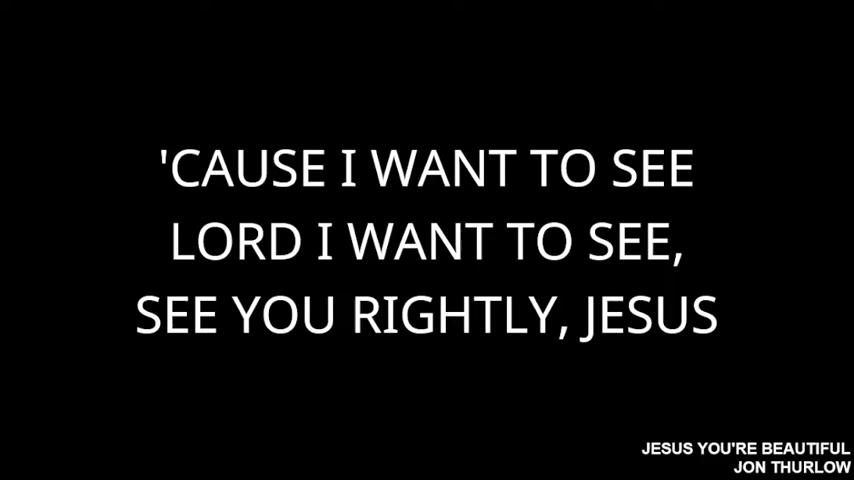 'CAUSE I WANT TO SEE
LORD I WANT TO SEE,
SEE YOU RIGHTLY, JESUS
JESUS YOU'RE BEAUTIFUL
JON THURLOW